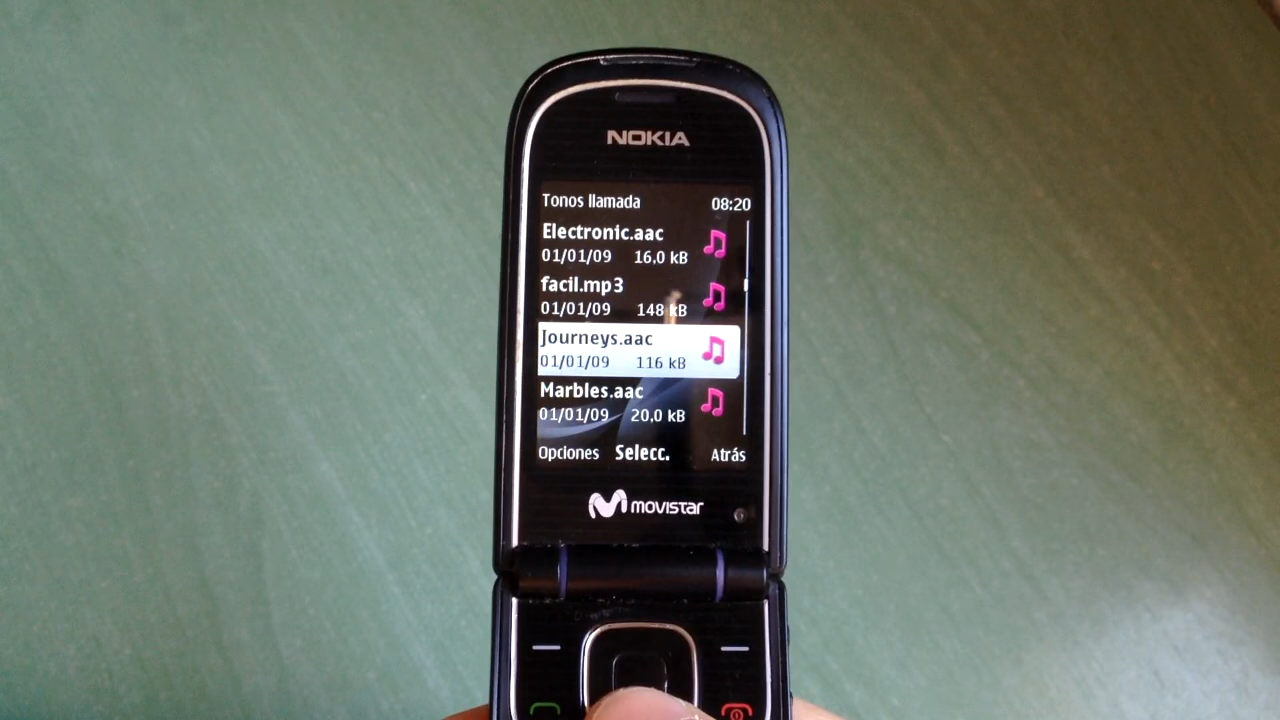 NOKIA
Tonos llamada 08:20
Electronic.aac
01/01/09 16,0 kB
facil.mp3
01/01/09 148 kB
Journeys.aac
01/01/09 116 kB
Marbles.aac
01/01/09 20,0 kB
Opciones Selecc. Atrás
movistar